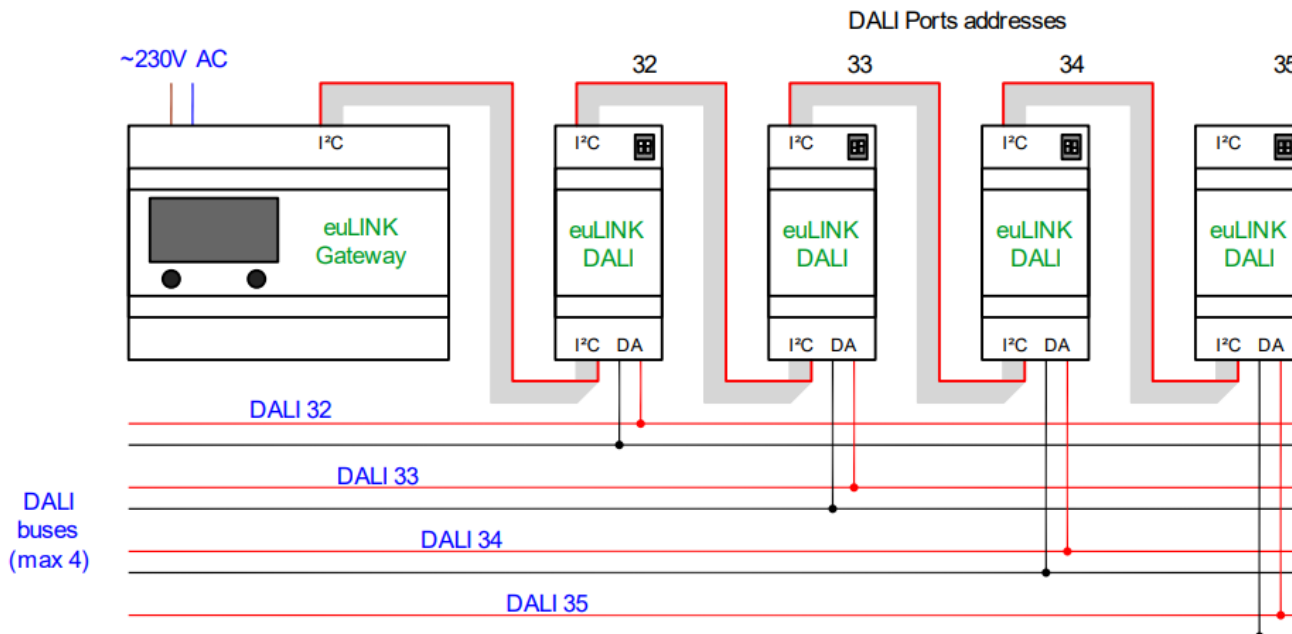 DALI Ports addresses
~230V AC
32
33
34
35
I²C
I²C
I²C
I²C
I²C
euLINK
Gateway
euLINK
DALI
euLINK
DALI
euLINK
DALI
euLINK
DALI
I²C DA
I²C DA
I²C DA
I²C DA
DALI 32
DALI 33
DALI
buses
(max 4)
DALI 34
DALI 35